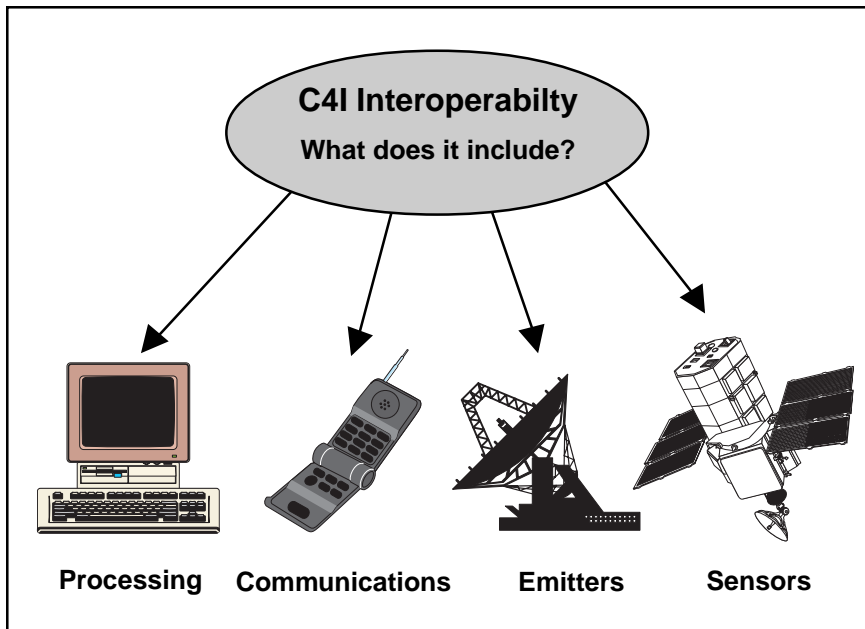 C4I Interoperabilty
What does it include?
Processing
Communications
Emitters
Sensors